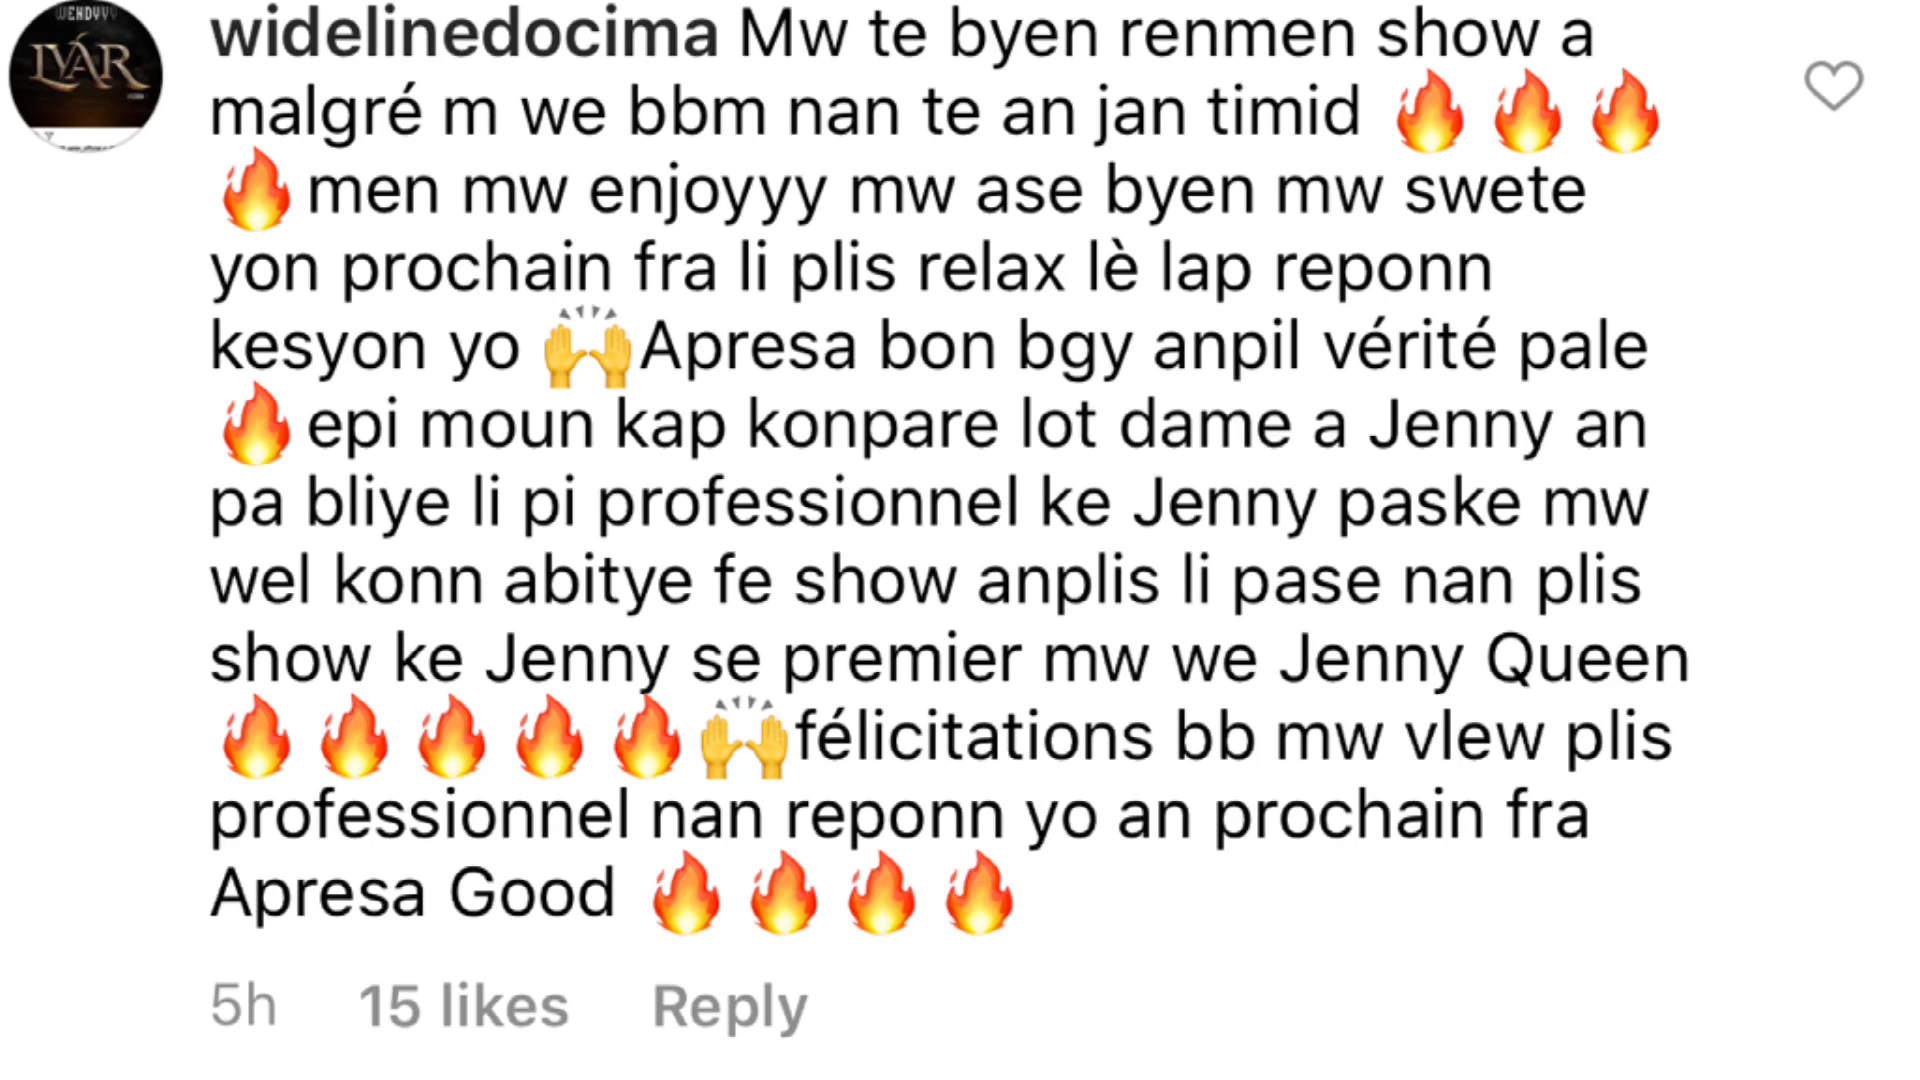 WENDYYY
LYÁR
widelinedocima Mw te byen renmen show a
malgré m we bbm nan te an jan timid 🔥🔥🔥
🔥men mw enjoyyy mw ase byen mw swete
yon prochain fra li plis relax lè lap reponn
kesyon yo 🙌Apresa bon bgy anpil vérité pale
🔥epi moun kap konpare lot dame a Jenny an
pa bliye li pi professionnel ke Jenny paske mw
wel konn abitye fe show anplis li pase nan plis
show ke Jenny se premier mw we Jenny Queen
🔥🔥🔥🔥🔥🙌félicitations bb mw vlew plis
professionnel nan reponn yo an prochain fra
Apresa Good 🔥🔥🔥🔥
5h 15 likes Reply